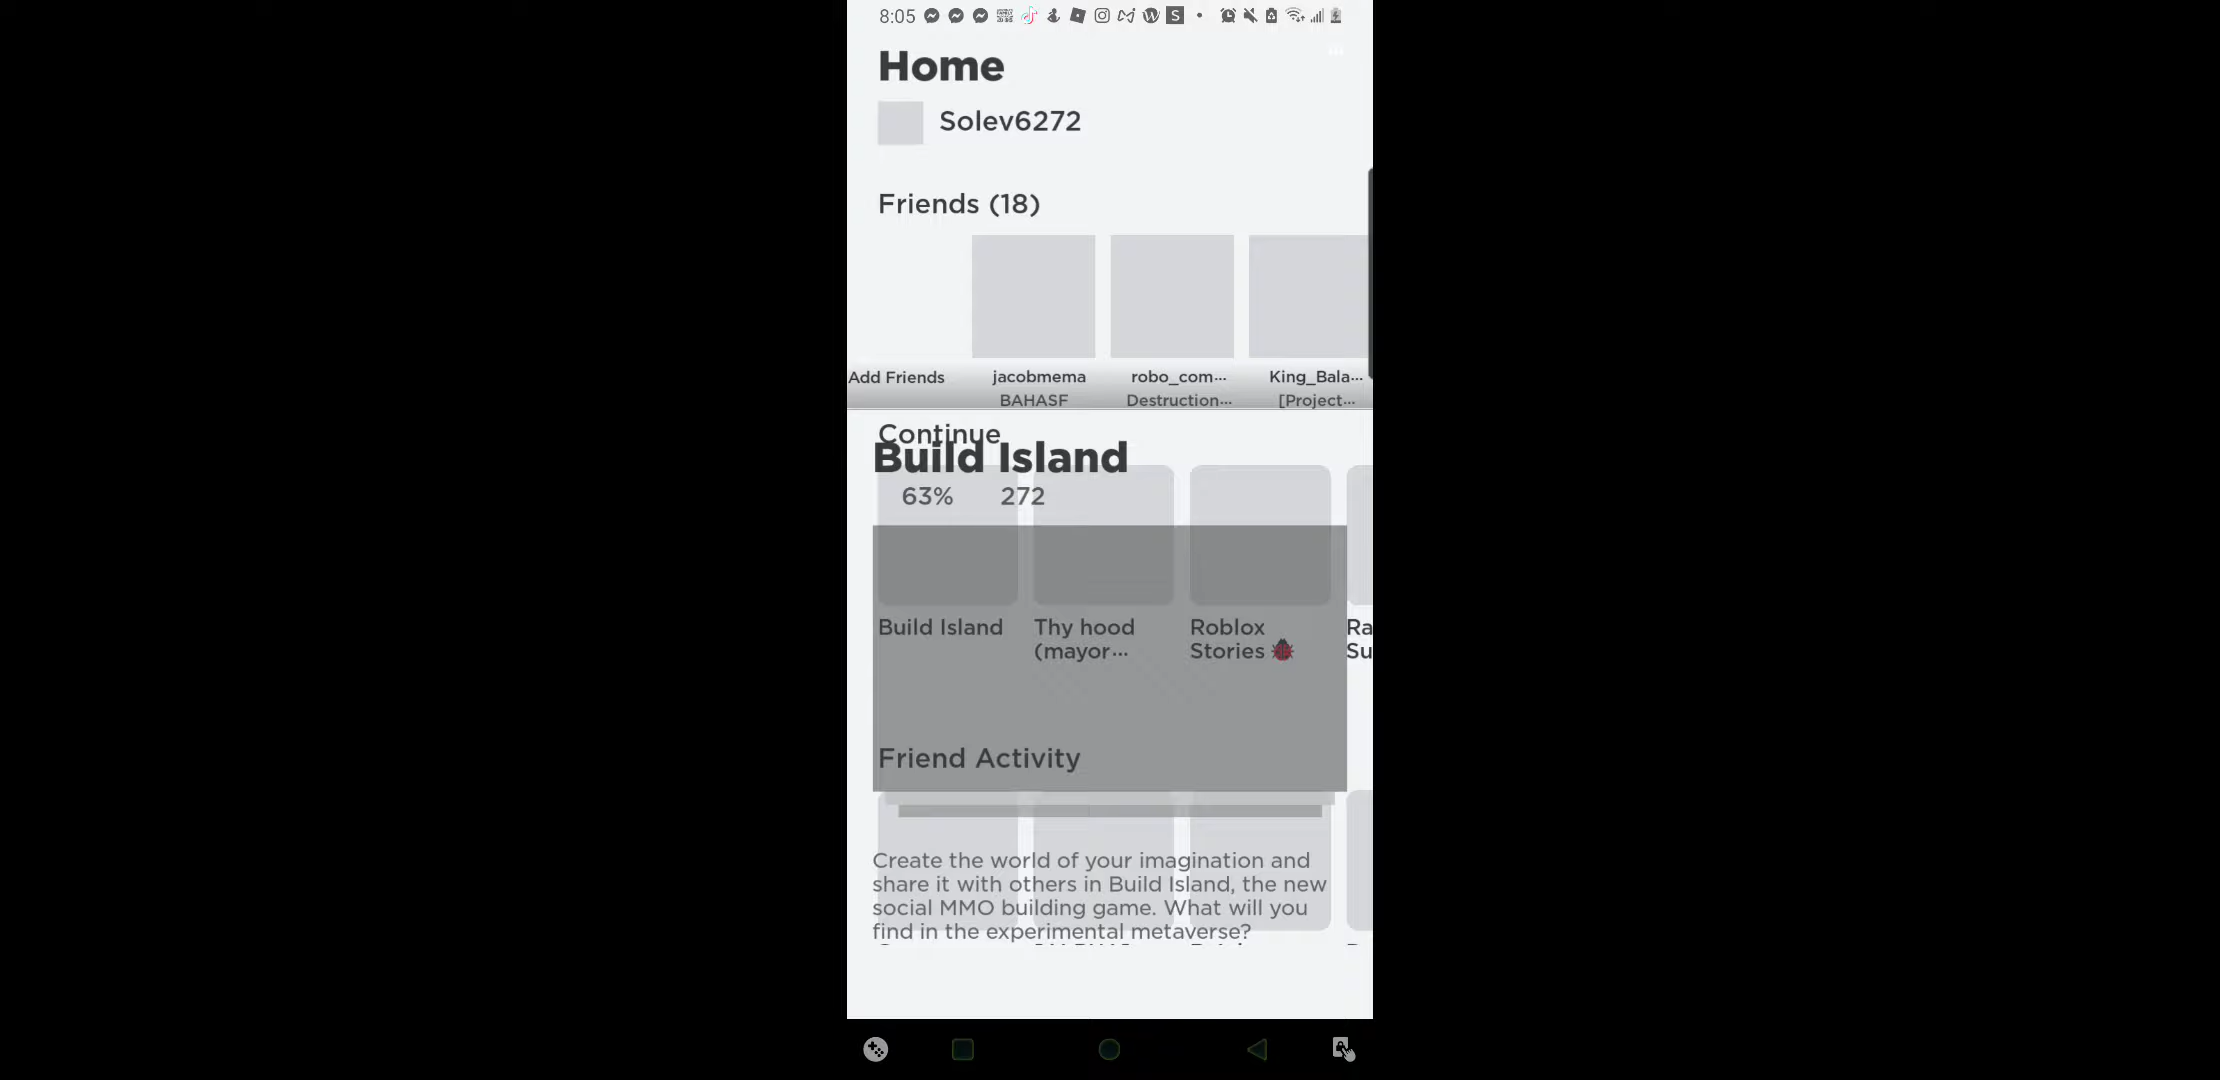 8:05
Home
Solev6272
Friends (18)
Add Friends
jacobmema
BAHASF
robo_com...
Destruction...
King_Bala...
[Project...
Continue
Build Island
63% 272
Build Island
Thy hood
(mayor...
Roblox
Stories 🐞
Ra
Su
Friend Activity
Create the world of your imagination and
share it with others in Build Island, the new
social MMO building game. What will you
find in the experimental metaverse?